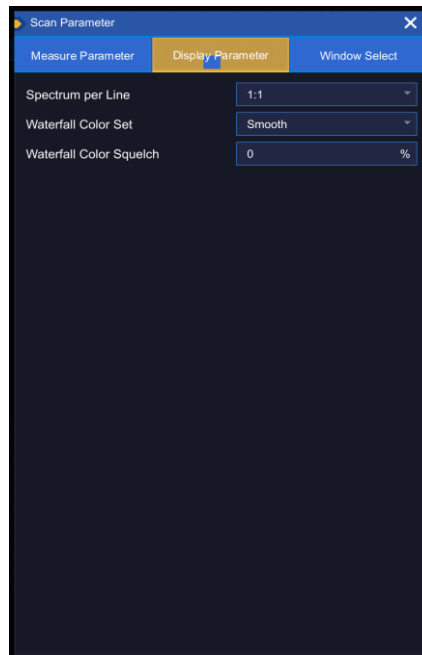 Scan Parameter
Measure Parameter Display Parameter Window Select
Spectrum per Line 1:1
Waterfall Color Set Smooth
Waterfall Color Squelch 0 %